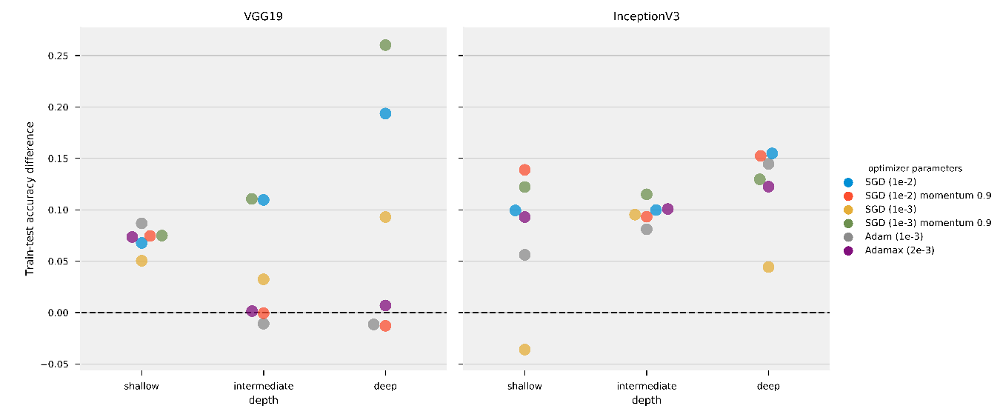 VGG19
InceptionV3
Train-test accuracy difference
0.25
0.20
0.15
0.10
0.05
0.00
−0.05
shallow
intermediate
deep
depth
shallow
intermediate
deep
depth
optimizer parameters
SGD (1e-2)
SGD (1e-2) momentum 0.9
SGD (1e-3)
SGD (1e-3) momentum 0.9
Adam (1e-3)
Adamax (2e-3)